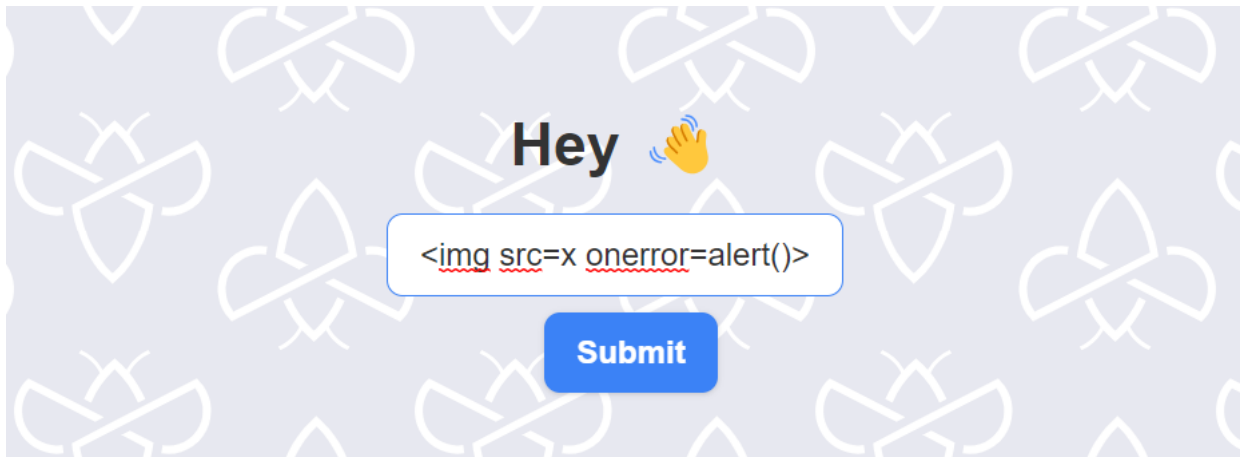 Hey 👋
<img src=x onerror=alert()>
Submit